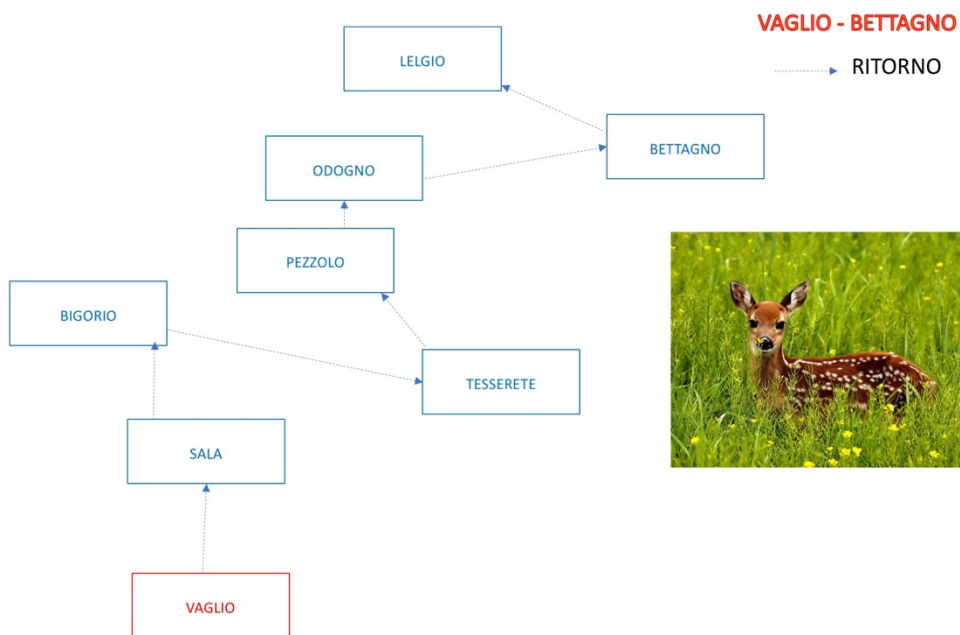 VAGLIO - BETTAGNO
RITORNO
LELGIO
BETTAGNO
ODOGNO
PEZZOLO
BIGORIO
TESSERETE
SALA
VAGLIO